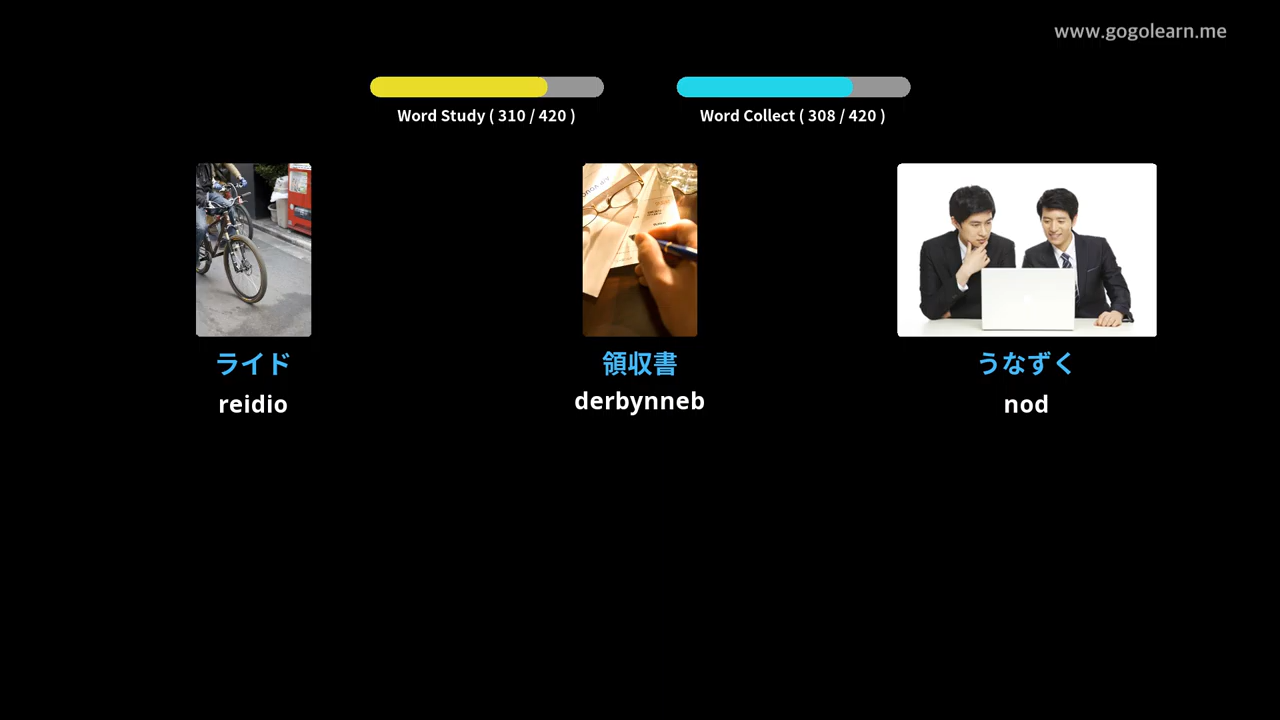 www.gogolearn.me
Word Study ( 310 / 420 )
Word Collect ( 308 / 420 )
ライド
領収書
うなずく
reidio
derbynneb
nod